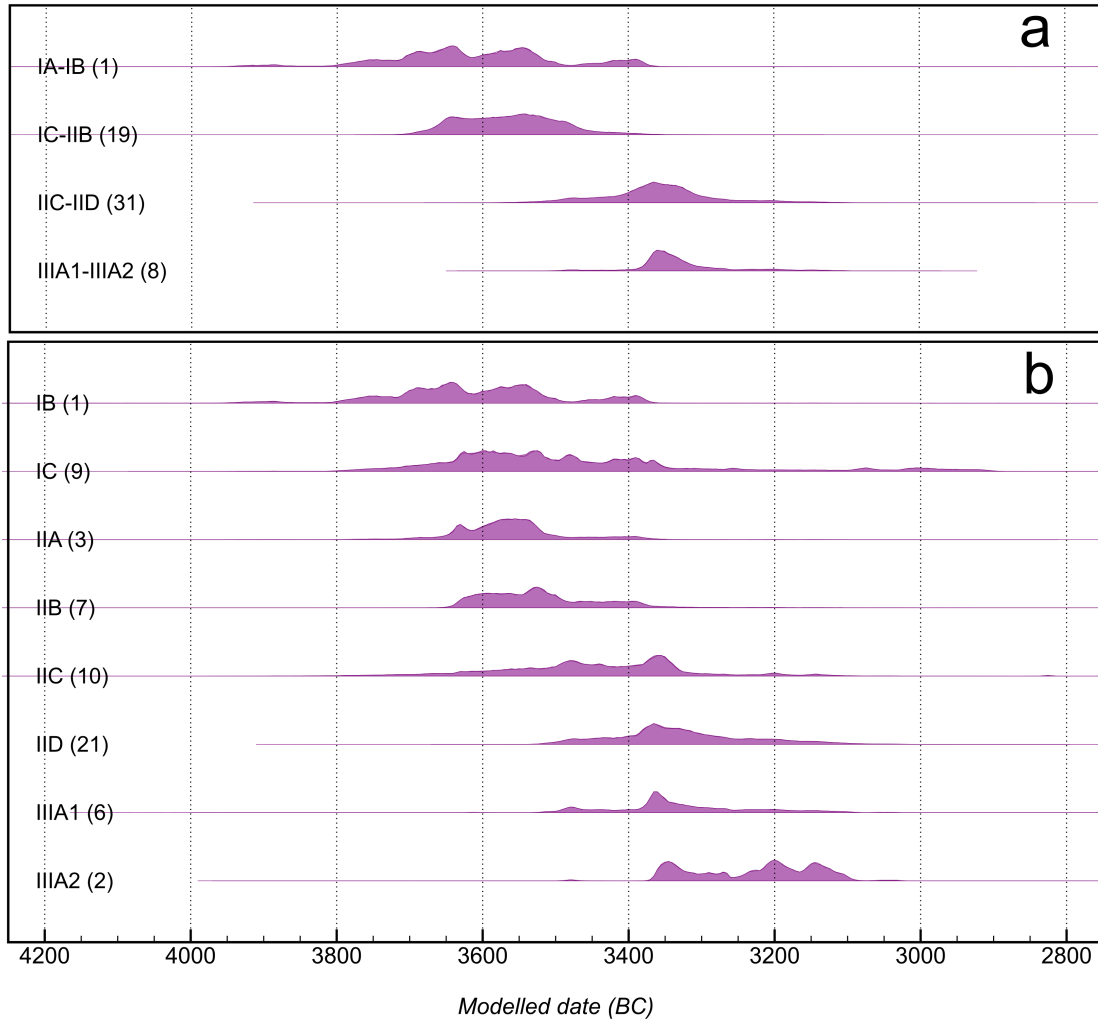 a
IA-IB (1)
IC-IIB (19)
IIC-IID (31)
IIIA1-IIIA2 (8)
b
IB (1)
IC (9)
IIA (3)
IIB (7)
IIC (10)
IID (21)
IIIA1 (6)
IIIA2 (2)
4200 4000 3800 3600 3400 3200 3000 2800
Modelled date (BC)